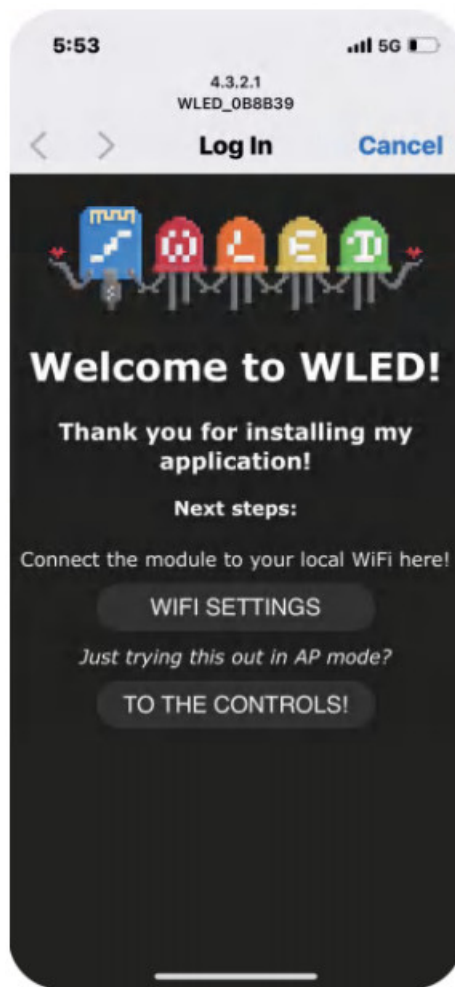 5:53
5G
4.3.2.1
WLED_0B8B39
Log In
Cancel
WLED
Welcome to WLED!
Thank you for installing my
application!
Next steps:
Connect the module to your local WiFi here!
WIFI SETTINGS
Just trying this out in AP mode?
TO THE CONTROLS!